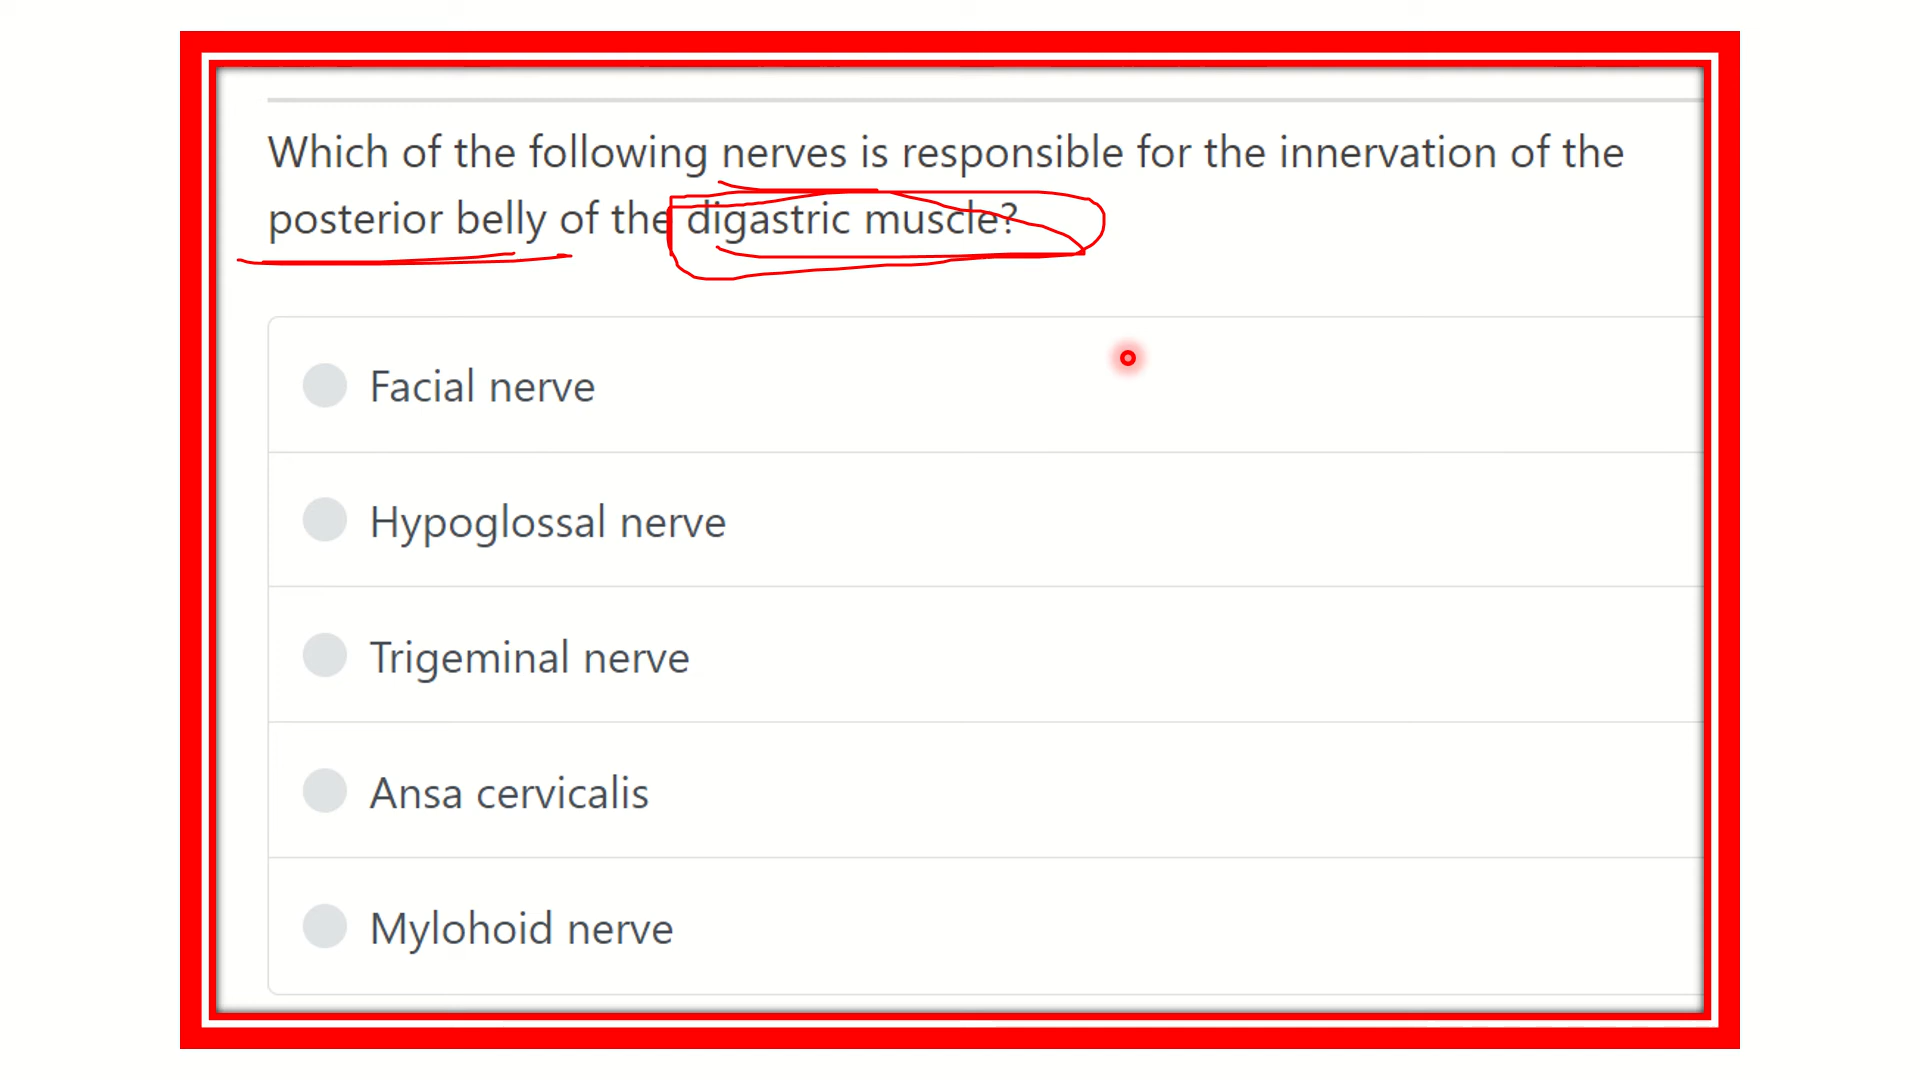 Which of the following nerves is responsible for the innervation of the
posterior belly of the digastric muscle?
Facial nerve
Hypoglossal nerve
Trigeminal nerve
Ansa cervicalis
Mylohoid nerve